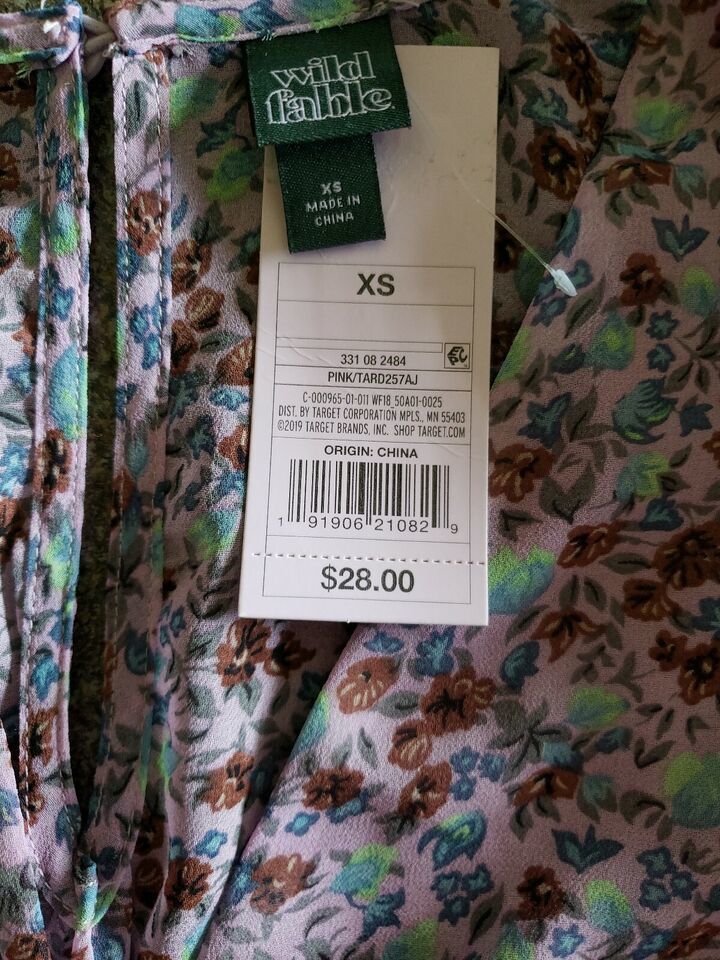 wild
fable
XS
MADE IN
CHINA
XS
331 08 2484
PINK/TARD257AJ
C-000965-01-011 WF18_50A01-0025
DIST. BY TARGET CORPORATION MPLS., MN 55403
©2019 TARGET BRANDS, INC. SHOP TARGET.COM
ORIGIN: CHINA
1 91906 21082 9
$28.00